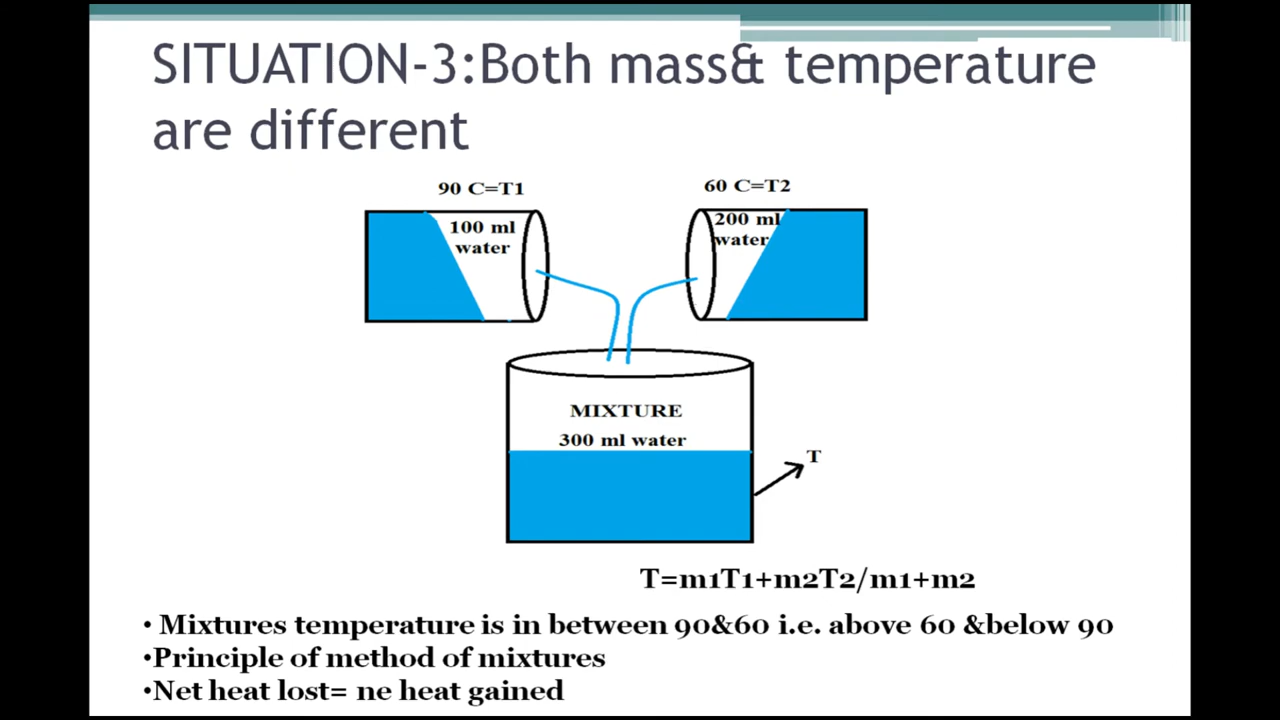 SITUATION-3:Both mass& temperature
are different
90 C=T1
60 C=T2
100 ml
water
200 ml
water
MIXTURE
300 ml water
T
T=m1T1+m2T2/m1+m2
• Mixtures temperature is in between 90&60 i.e. above 60 &below 90
•Principle of method of mixtures
•Net heat lost= ne heat gained